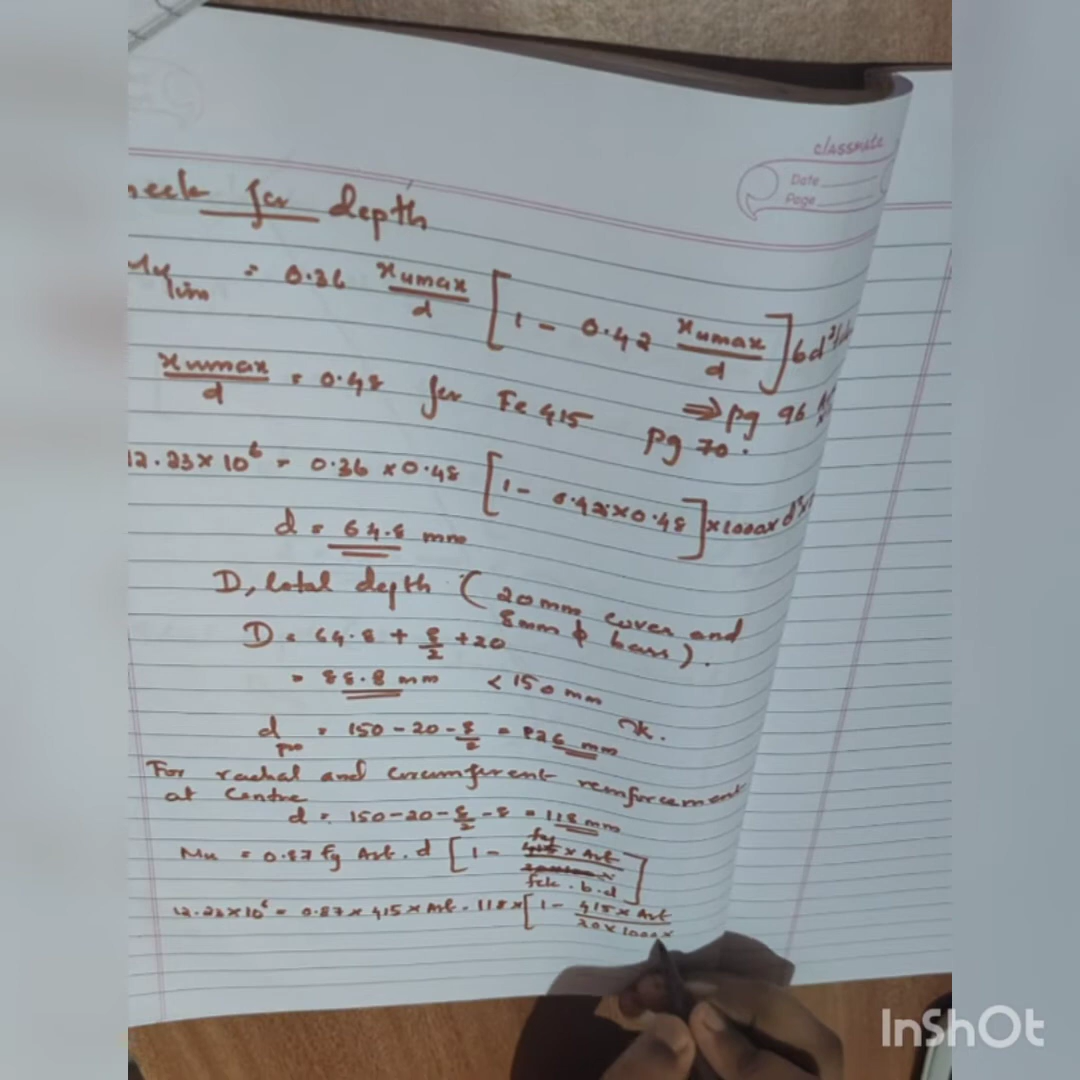 classmate
Date
Page
heck for depth
Mu lim = 0.36 xumax/d [1 - 0.42 xumax/d] bd²
xumax/d = 0.48 for Fe 415 ⇒ pg 96
pg 70.
12.23 × 10⁶ = 0.36 × 0.48 [1 - 0.42 × 0.48] × 1000 × d²
d = 64.8 mm
D, total depth (20mm cover and
8mm ϕ bars).
D = 64.8 + 8/2 + 20
= 88.8 mm < 150 mm
OK.
d pro = 150 - 20 - 8/2 = 126 mm
For radial and circumferent reinforcement
at Centre
d = 150 - 20 - 8/2 - 8 = 118 mm
Mu = 0.87 fy Ast . d [1 - fy × Ast / fck . b . d]
12.23 × 10⁶ = 0.87 × 415 × Ast . 118 × [1 - 415 × Ast / 20 × 1000 ×
InShOt